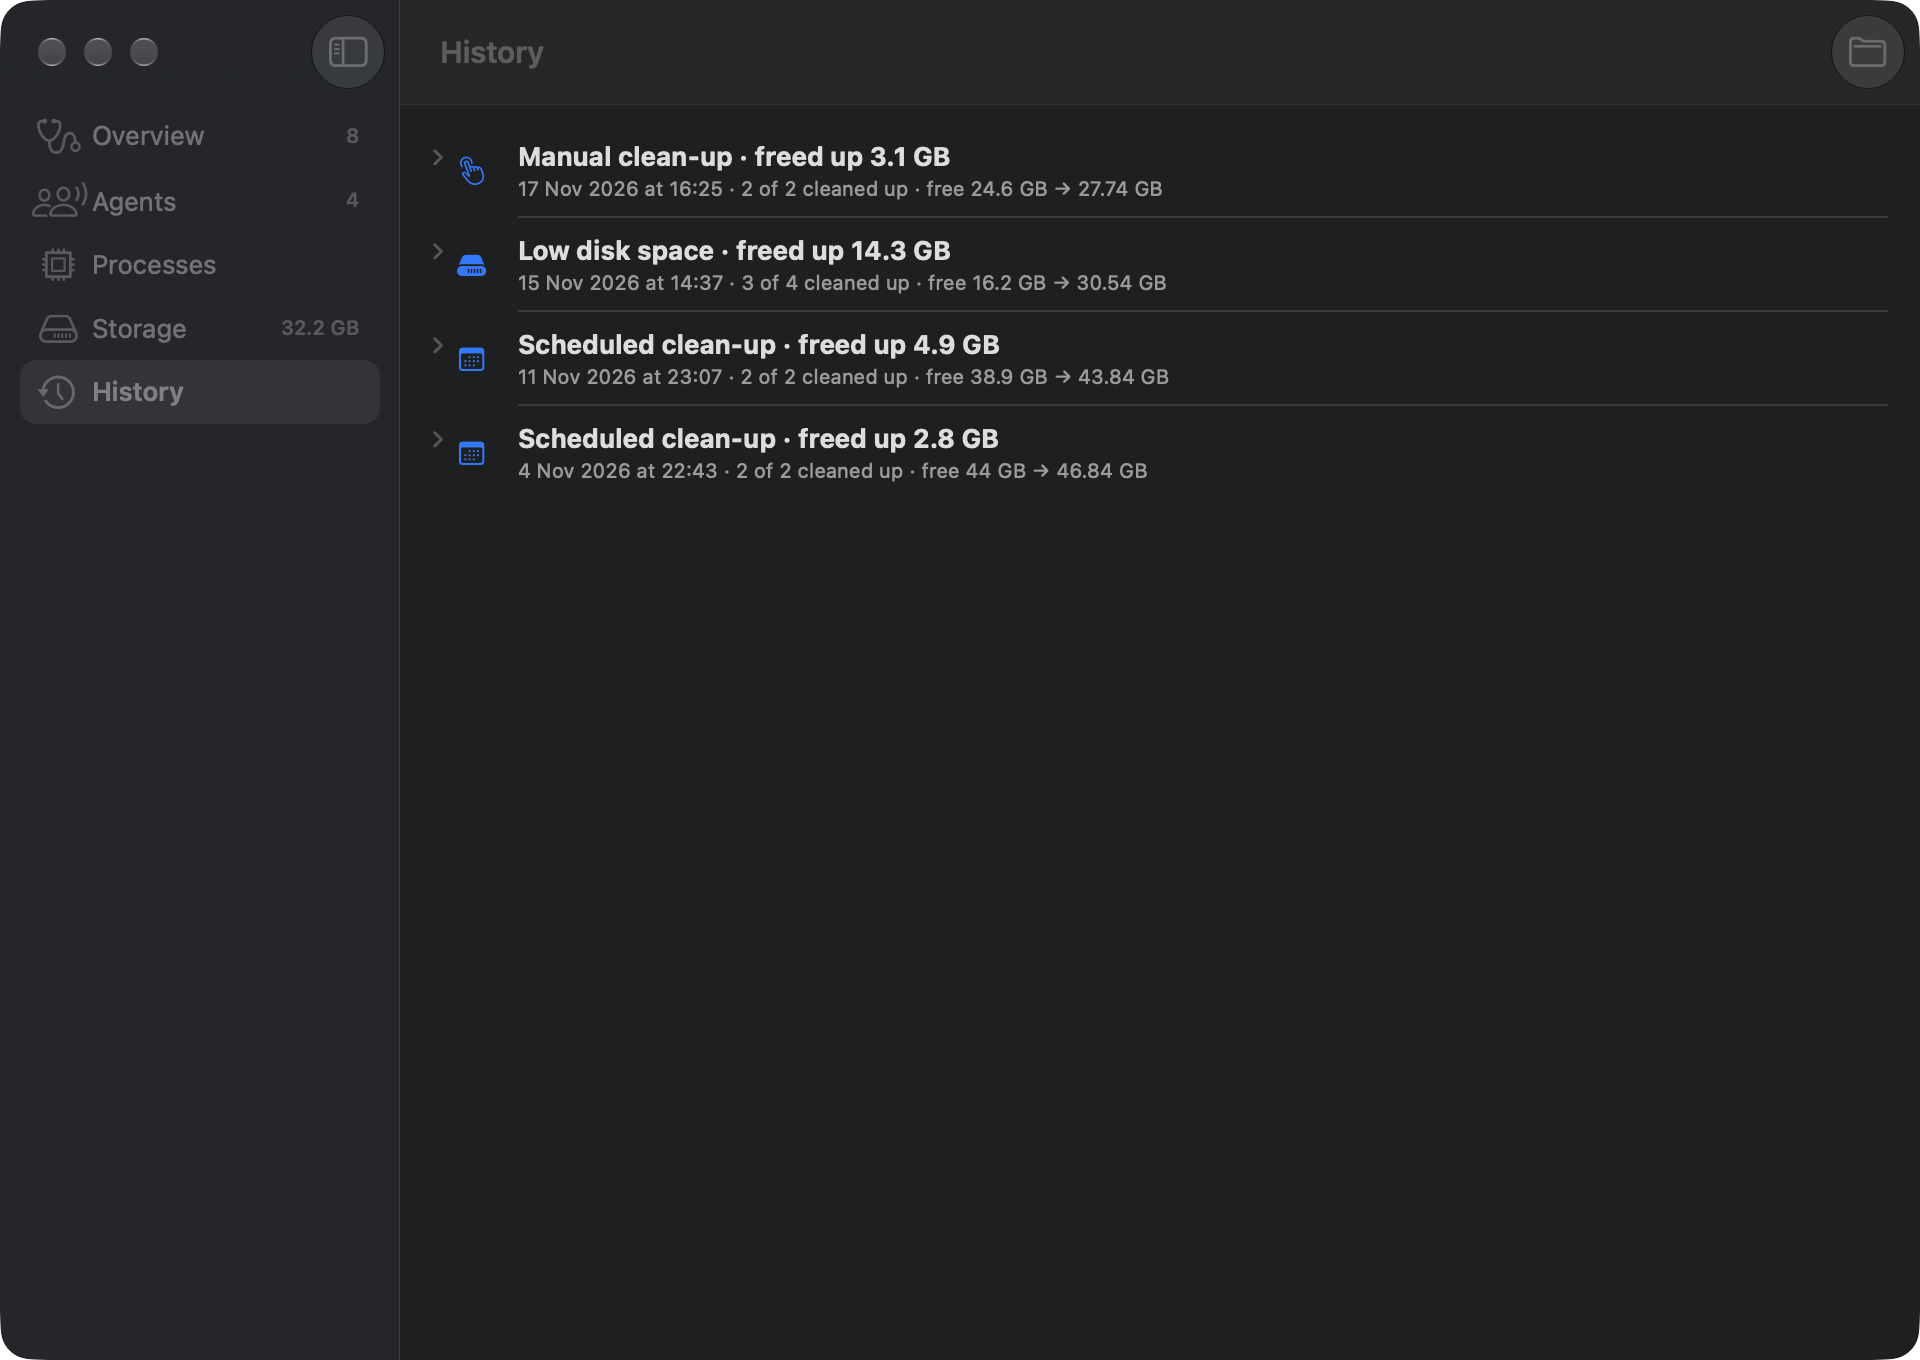 History
Overview 8
Agents 4
Processes
Storage 32.2 GB
History
Manual clean-up · freed up 3.1 GB
17 Nov 2026 at 16:25 · 2 of 2 cleaned up · free 24.6 GB → 27.74 GB
Low disk space · freed up 14.3 GB
15 Nov 2026 at 14:37 · 3 of 4 cleaned up · free 16.2 GB → 30.54 GB
Scheduled clean-up · freed up 4.9 GB
11 Nov 2026 at 23:07 · 2 of 2 cleaned up · free 38.9 GB → 43.84 GB
Scheduled clean-up · freed up 2.8 GB
4 Nov 2026 at 22:43 · 2 of 2 cleaned up · free 44 GB → 46.84 GB